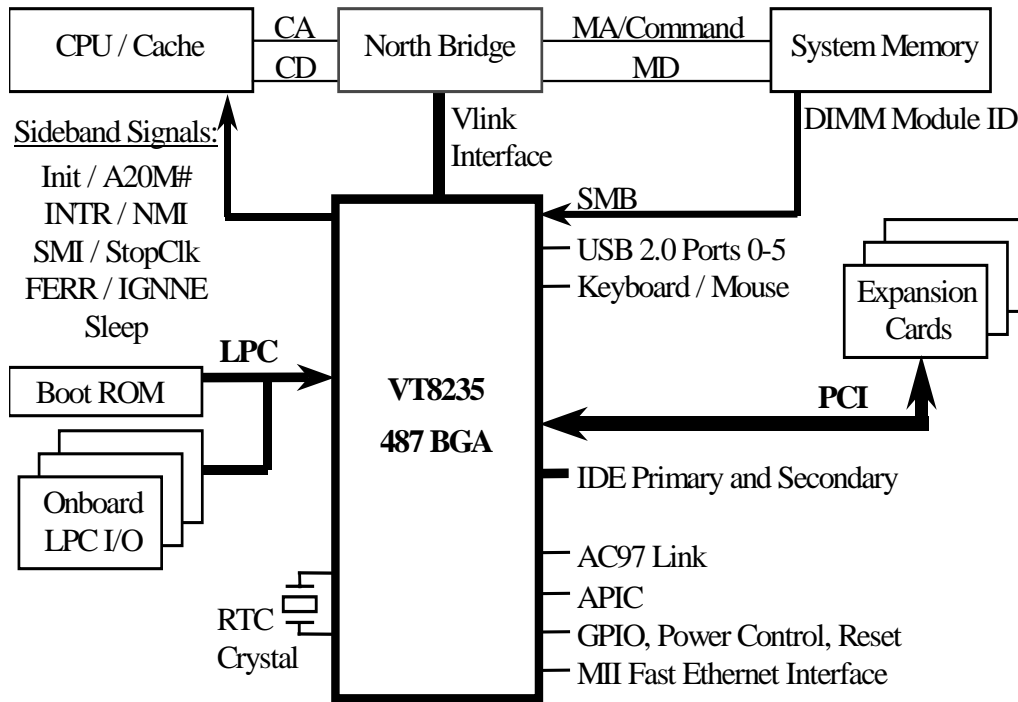 CPU / Cache
CA
CD
North Bridge
MA/Command
MD
System Memory
Sideband Signals:
Init / A20M#
INTR / NMI
SMI / StopClk
FERR / IGNNE
Sleep
Vlink
Interface
DIMM Module ID
SMB
USB 2.0 Ports 0-5
Keyboard / Mouse
Expansion
Cards
LPC
Boot ROM
VT8235
487 BGA
PCI
Onboard
LPC I/O
IDE Primary and Secondary
RTC
Crystal
AC97 Link
APIC
GPIO, Power Control, Reset
MII Fast Ethernet Interface